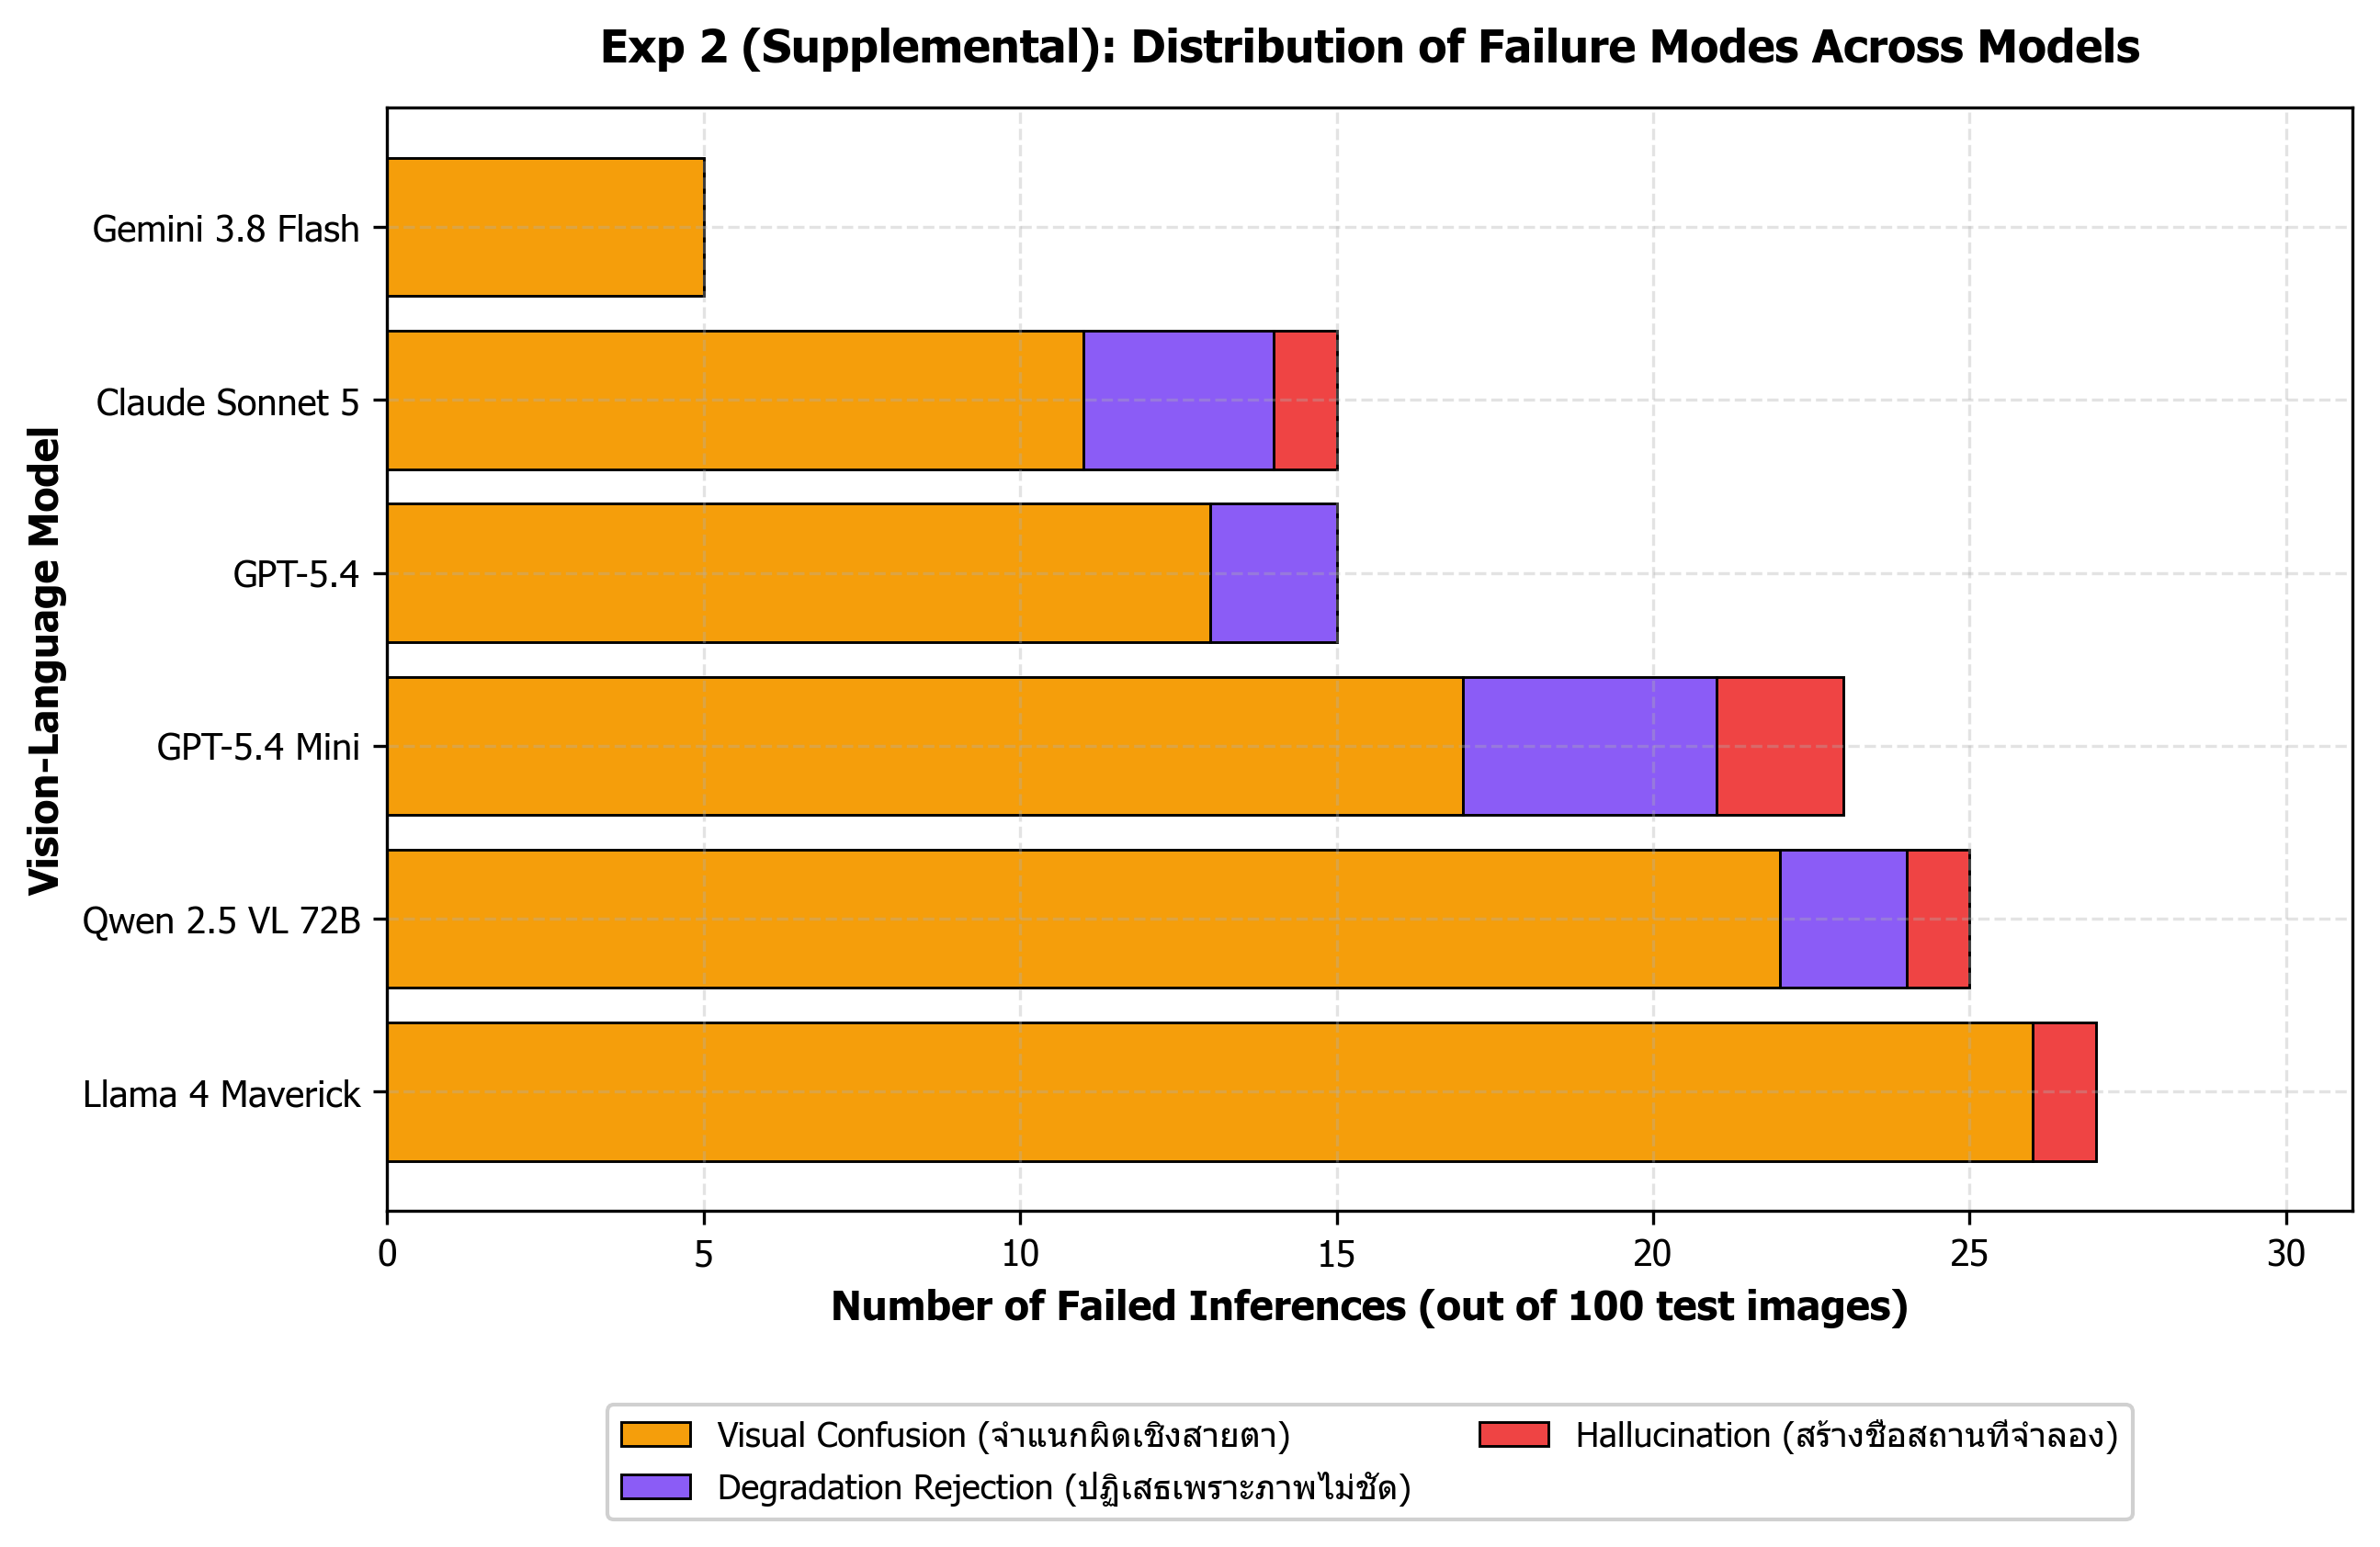 Exp 2 (Supplemental): Distribution of Failure Modes Across Models
Vision-Language Model
Gemini 3.8 Flash
Claude Sonnet 5
GPT-5.4
GPT-5.4 Mini
Qwen 2.5 VL 72B
Llama 4 Maverick
0 5 10 15 20 25 30
Number of Failed Inferences (out of 100 test images)
Visual Confusion (จำแนกผิดเชิงสายตา)
Degradation Rejection (ปฏิเสธเพราะภาพไม่ชัด)
Hallucination (สร้างชื่อสถานที่จำลอง)